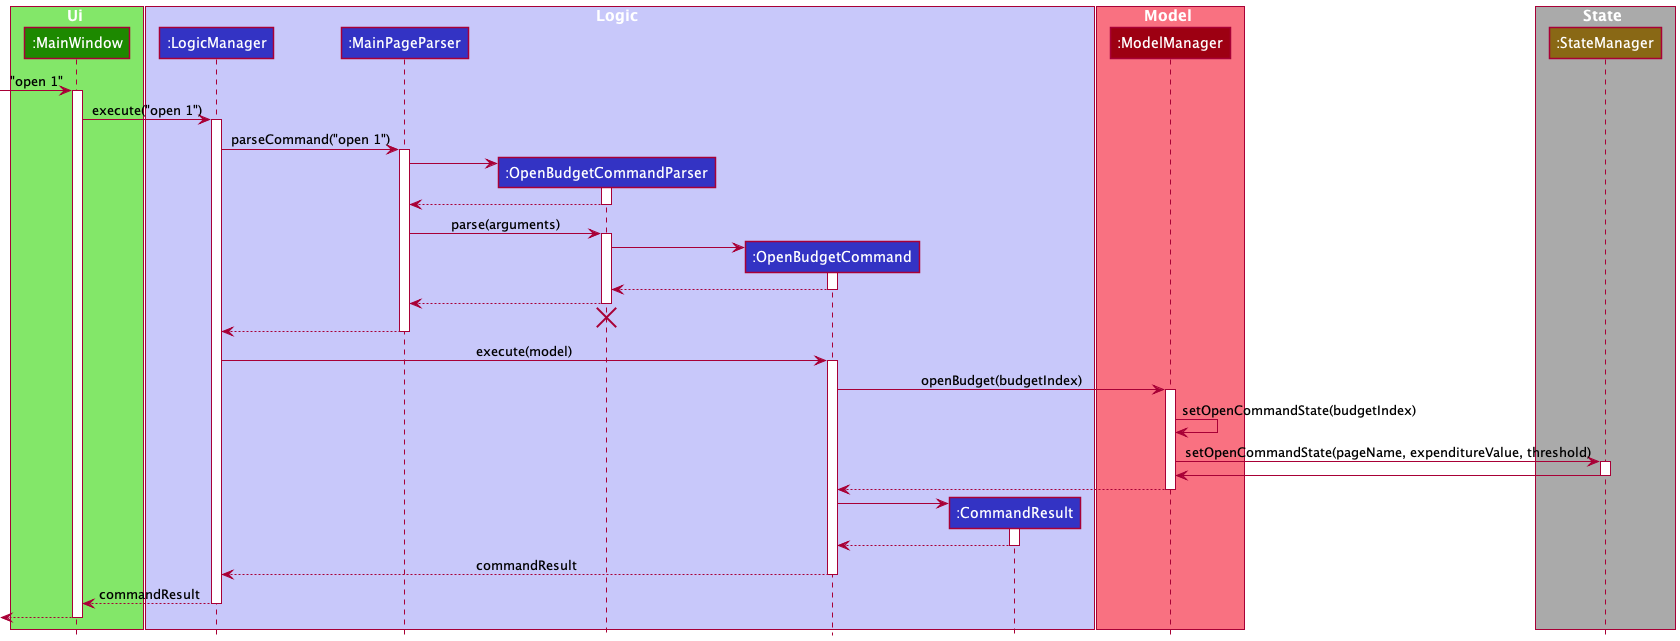 Ui
Logic
Model
State
:MainWindow
:LogicManager
:MainPageParser
:ModelManager
:StateManager
"open 1"
execute("open 1")
parseCommand("open 1")
:OpenBudgetCommandParser
parse(arguments)
:OpenBudgetCommand
execute(model)
openBudget(budgetIndex)
setOpenCommandState(budgetIndex)
setOpenCommandState(pageName, expenditureValue, threshold)
:CommandResult
commandResult
commandResult